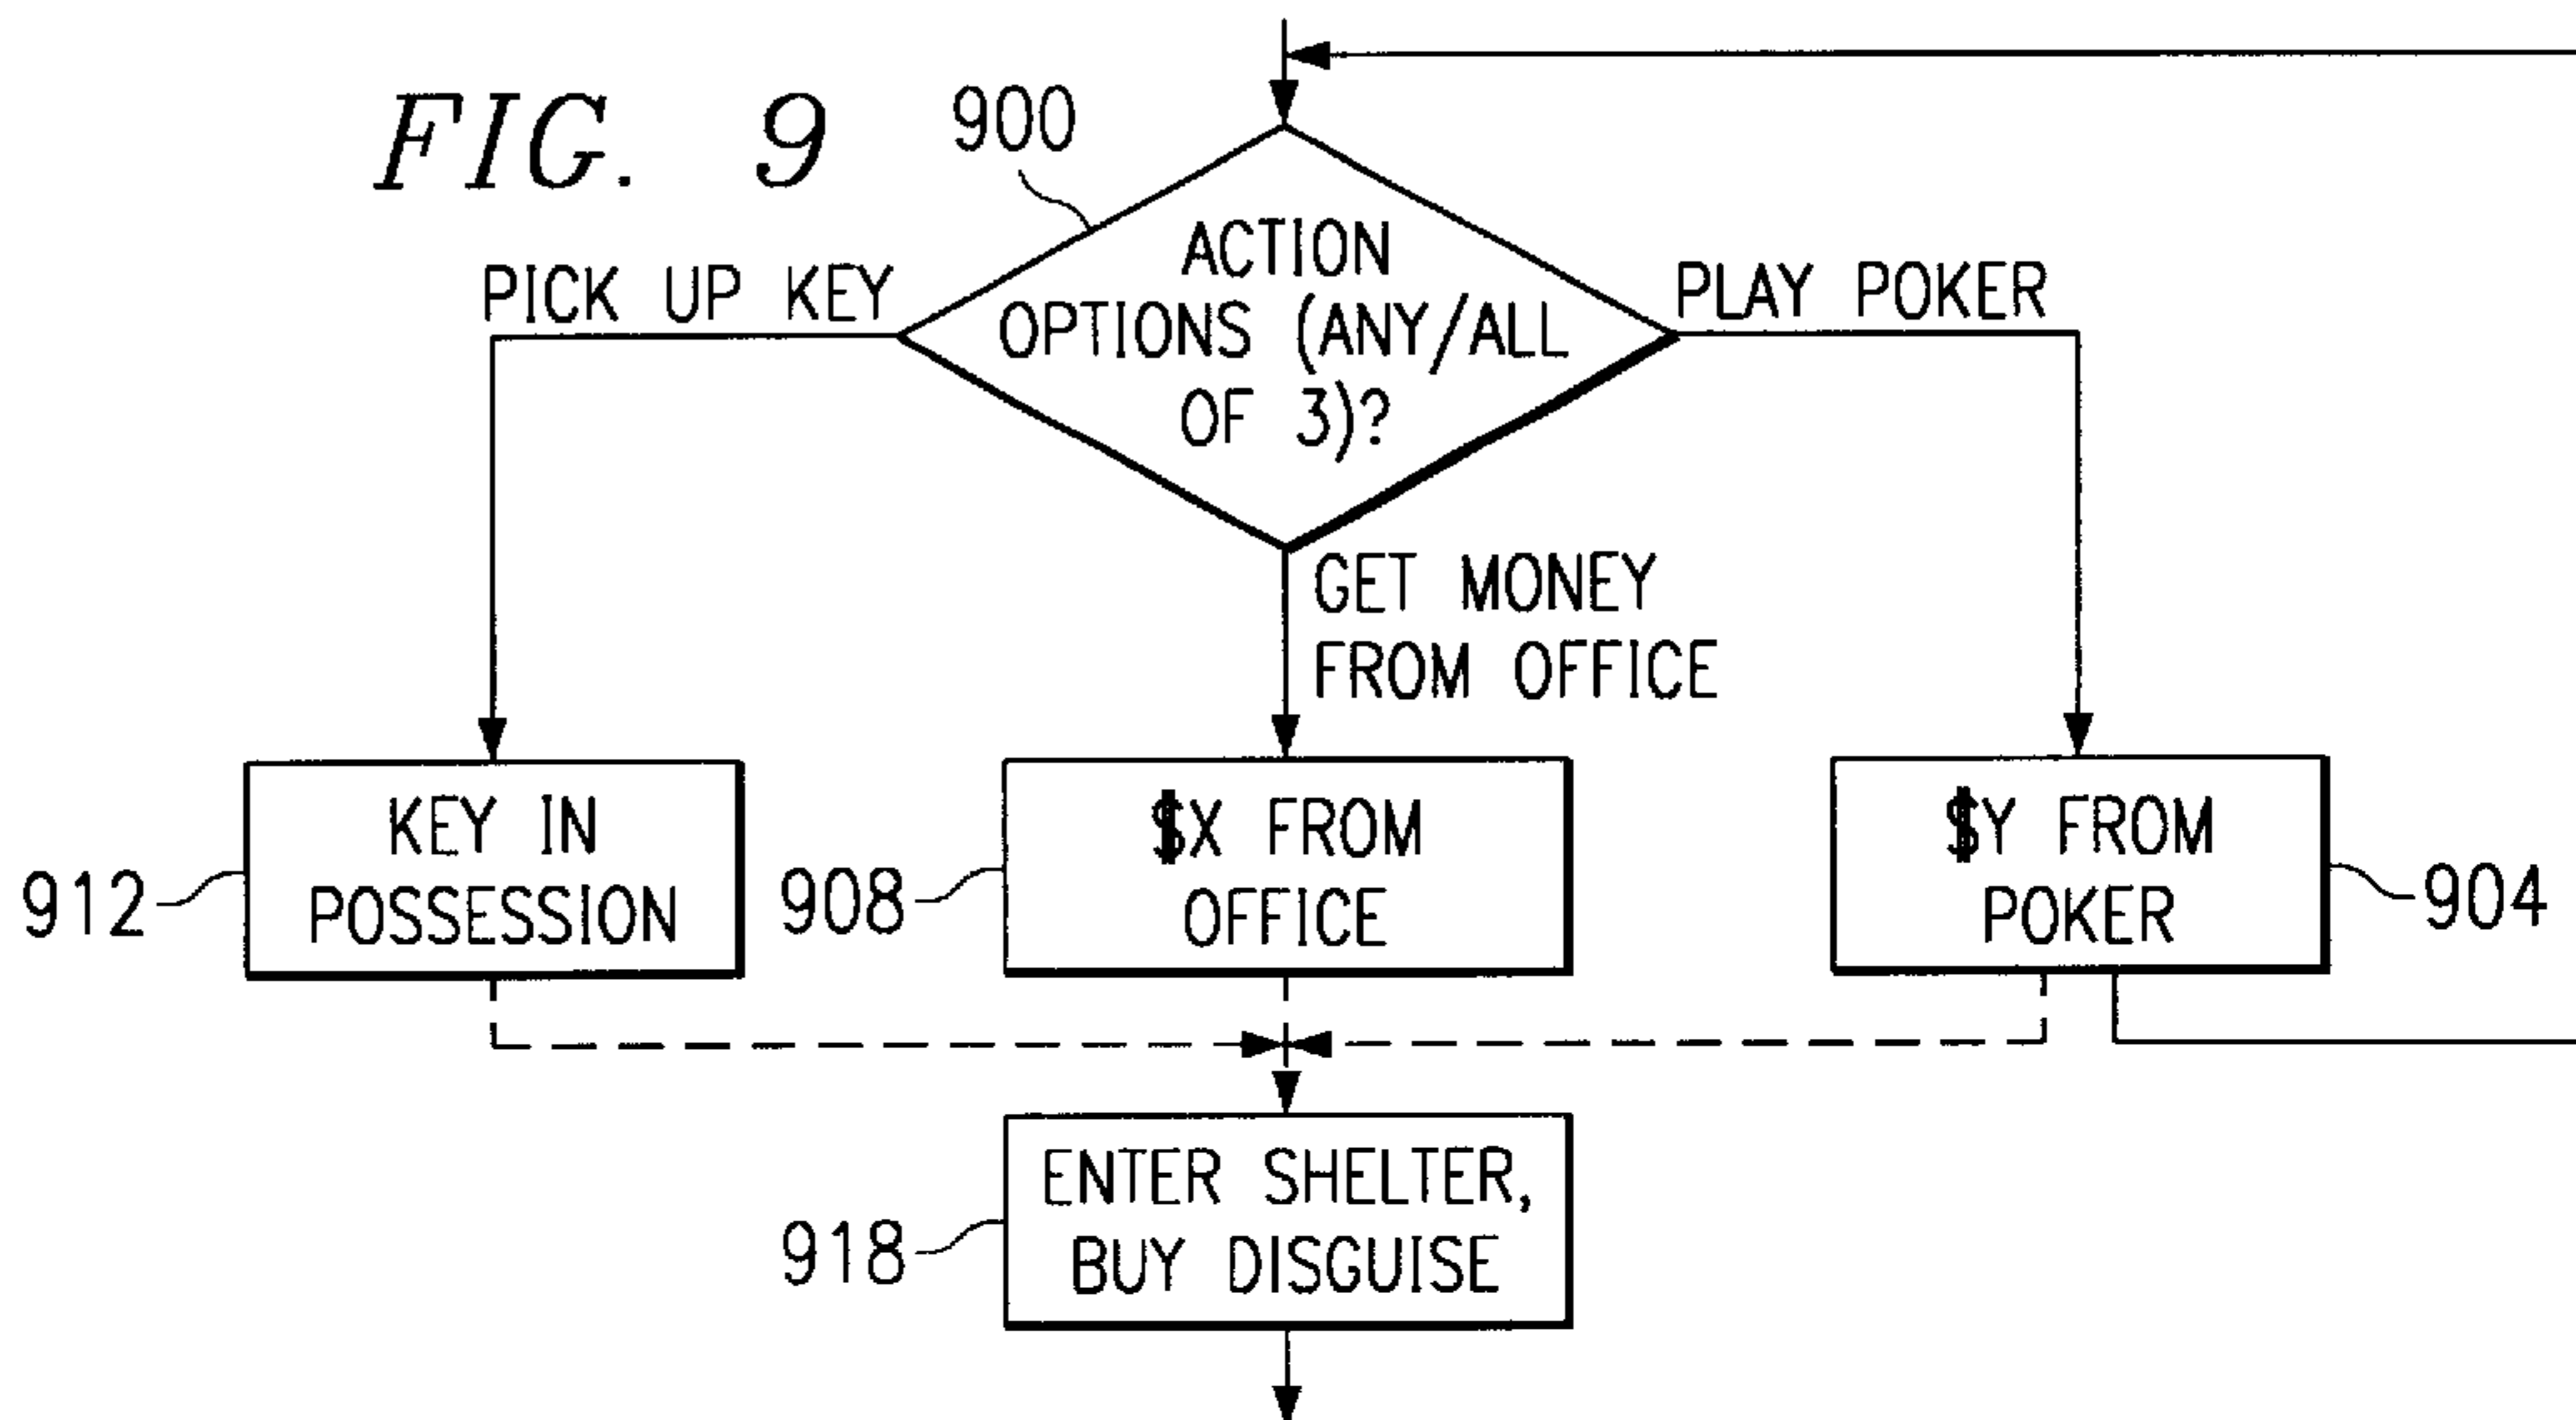 FIG. 9
900
ACTION
OPTIONS (ANY/ALL
OF 3)?
PICK UP KEY
PLAY POKER
GET MONEY
FROM OFFICE
KEY IN
POSSESSION
912
$X FROM
OFFICE
908
$Y FROM
POKER
904
ENTER SHELTER,
BUY DISGUISE
918